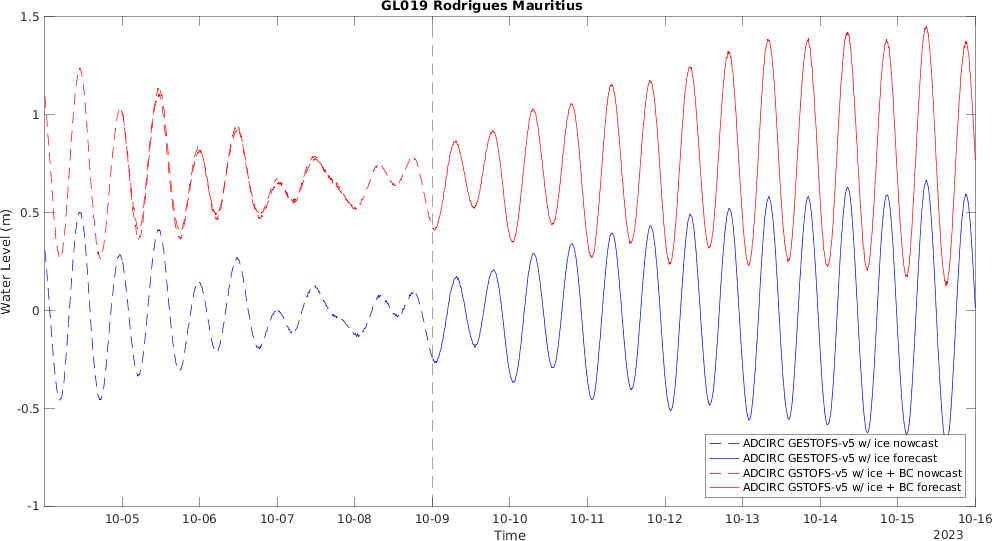 GL019 Rodrigues Mauritius
Water Level (m)
1.5
1
0.5
0
-0.5
-1
ADCIRC GESTOFS-v5 w/ ice nowcast
ADCIRC GESTOFS-v5 w/ ice forecast
ADCIRC GSTOFS-v5 w/ ice + BC nowcast
ADCIRC GSTOFS-v5 w/ ice + BC forecast
10-05 10-06 10-07 10-08 10-09 10-10 10-11 10-12 10-13 10-14 10-15 10-16
Time
2023